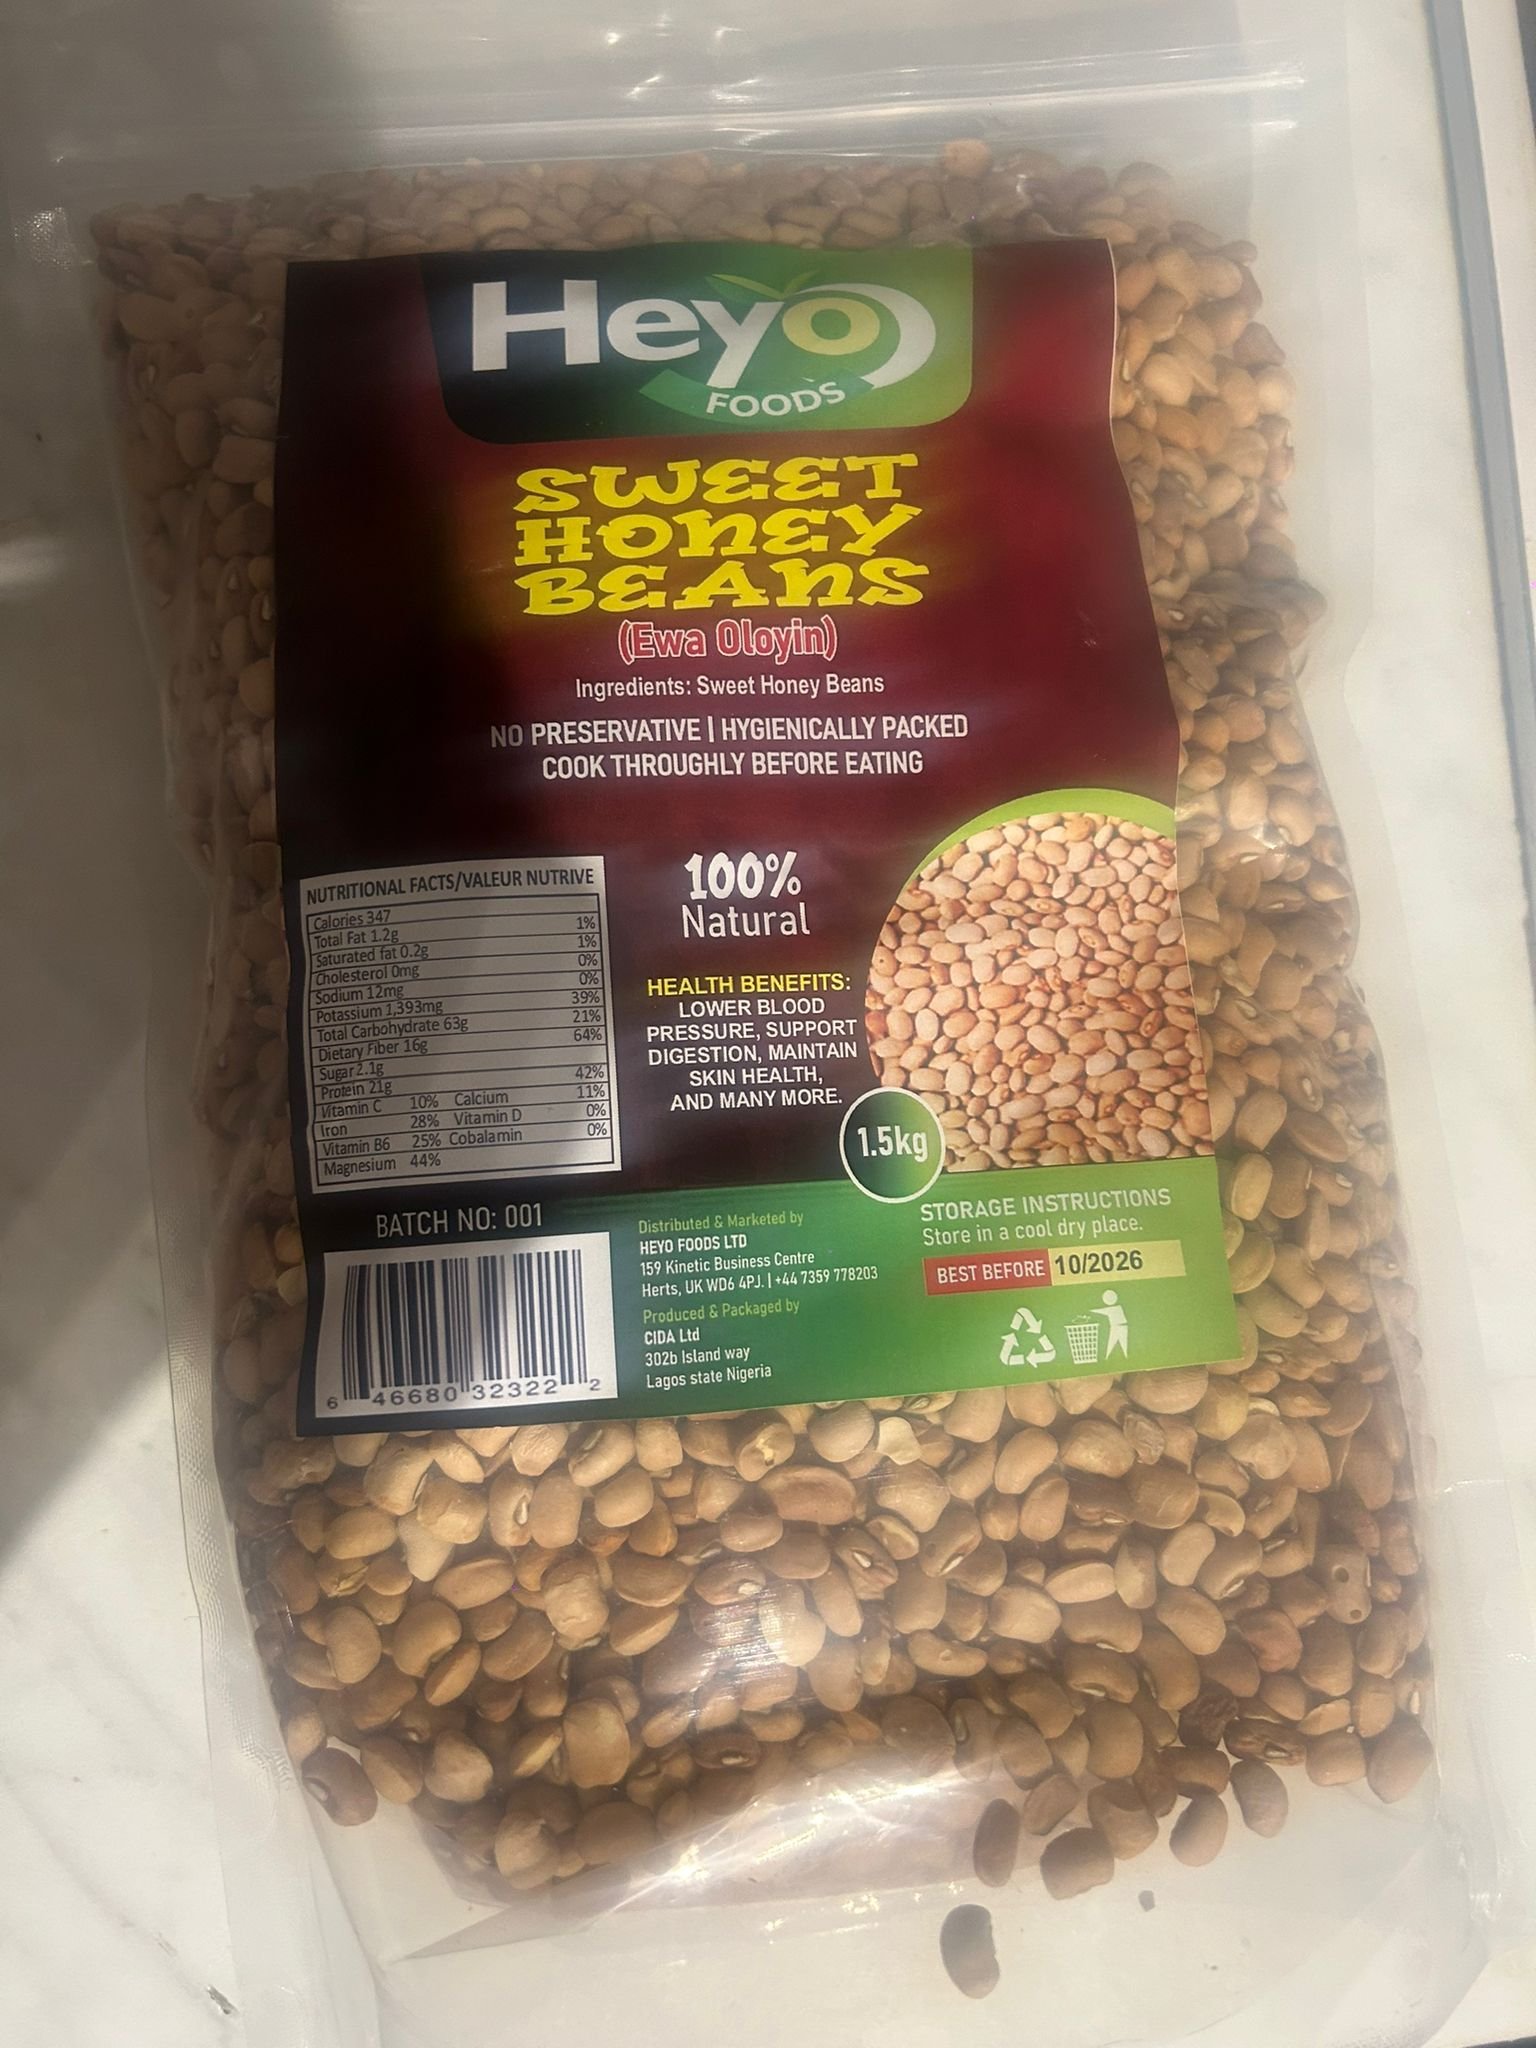 Heyo
FOODS
SWEET
HONEY
BEANS
(Ewa Oloyin)
Ingredients: Sweet Honey Beans
NO PRESERVATIVE | HYGIENICALLY PACKED
COOK THROUGHLY BEFORE EATING
NUTRITIONAL FACTS/VALEUR NUTRIVE
Calories 347
Total Fat 1.2g 1%
Saturated fat 0.2g 1%
Cholesterol 0mg 0%
Sodium 12mg 0%
Potassium 1,393mg 39%
Total Carbohydrate 63g 21%
Dietary Fiber 16g 64%
Sugar 2.1g
Protein 21g 42%
Vitamin C 10% Calcium 11%
Iron 28% Vitamin D 0%
Vitamin B6 25% Cobalamin 0%
Magnesium 44%
100%
Natural
HEALTH BENEFITS:
LOWER BLOOD
PRESSURE, SUPPORT
DIGESTION, MAINTAIN
SKIN HEALTH,
AND MANY MORE.
1.5kg
BATCH NO: 001
6 46680 32322 2
Distributed & Marketed by
HEYO FOODS LTD
159 Kinetic Business Centre
Herts, UK WD6 4PJ. | +44 7359 778203
Produced & Packaged by
CIDA Ltd
302b Island way
Lagos state Nigeria
STORAGE INSTRUCTIONS
Store in a cool dry place.
BEST BEFORE 10/2026